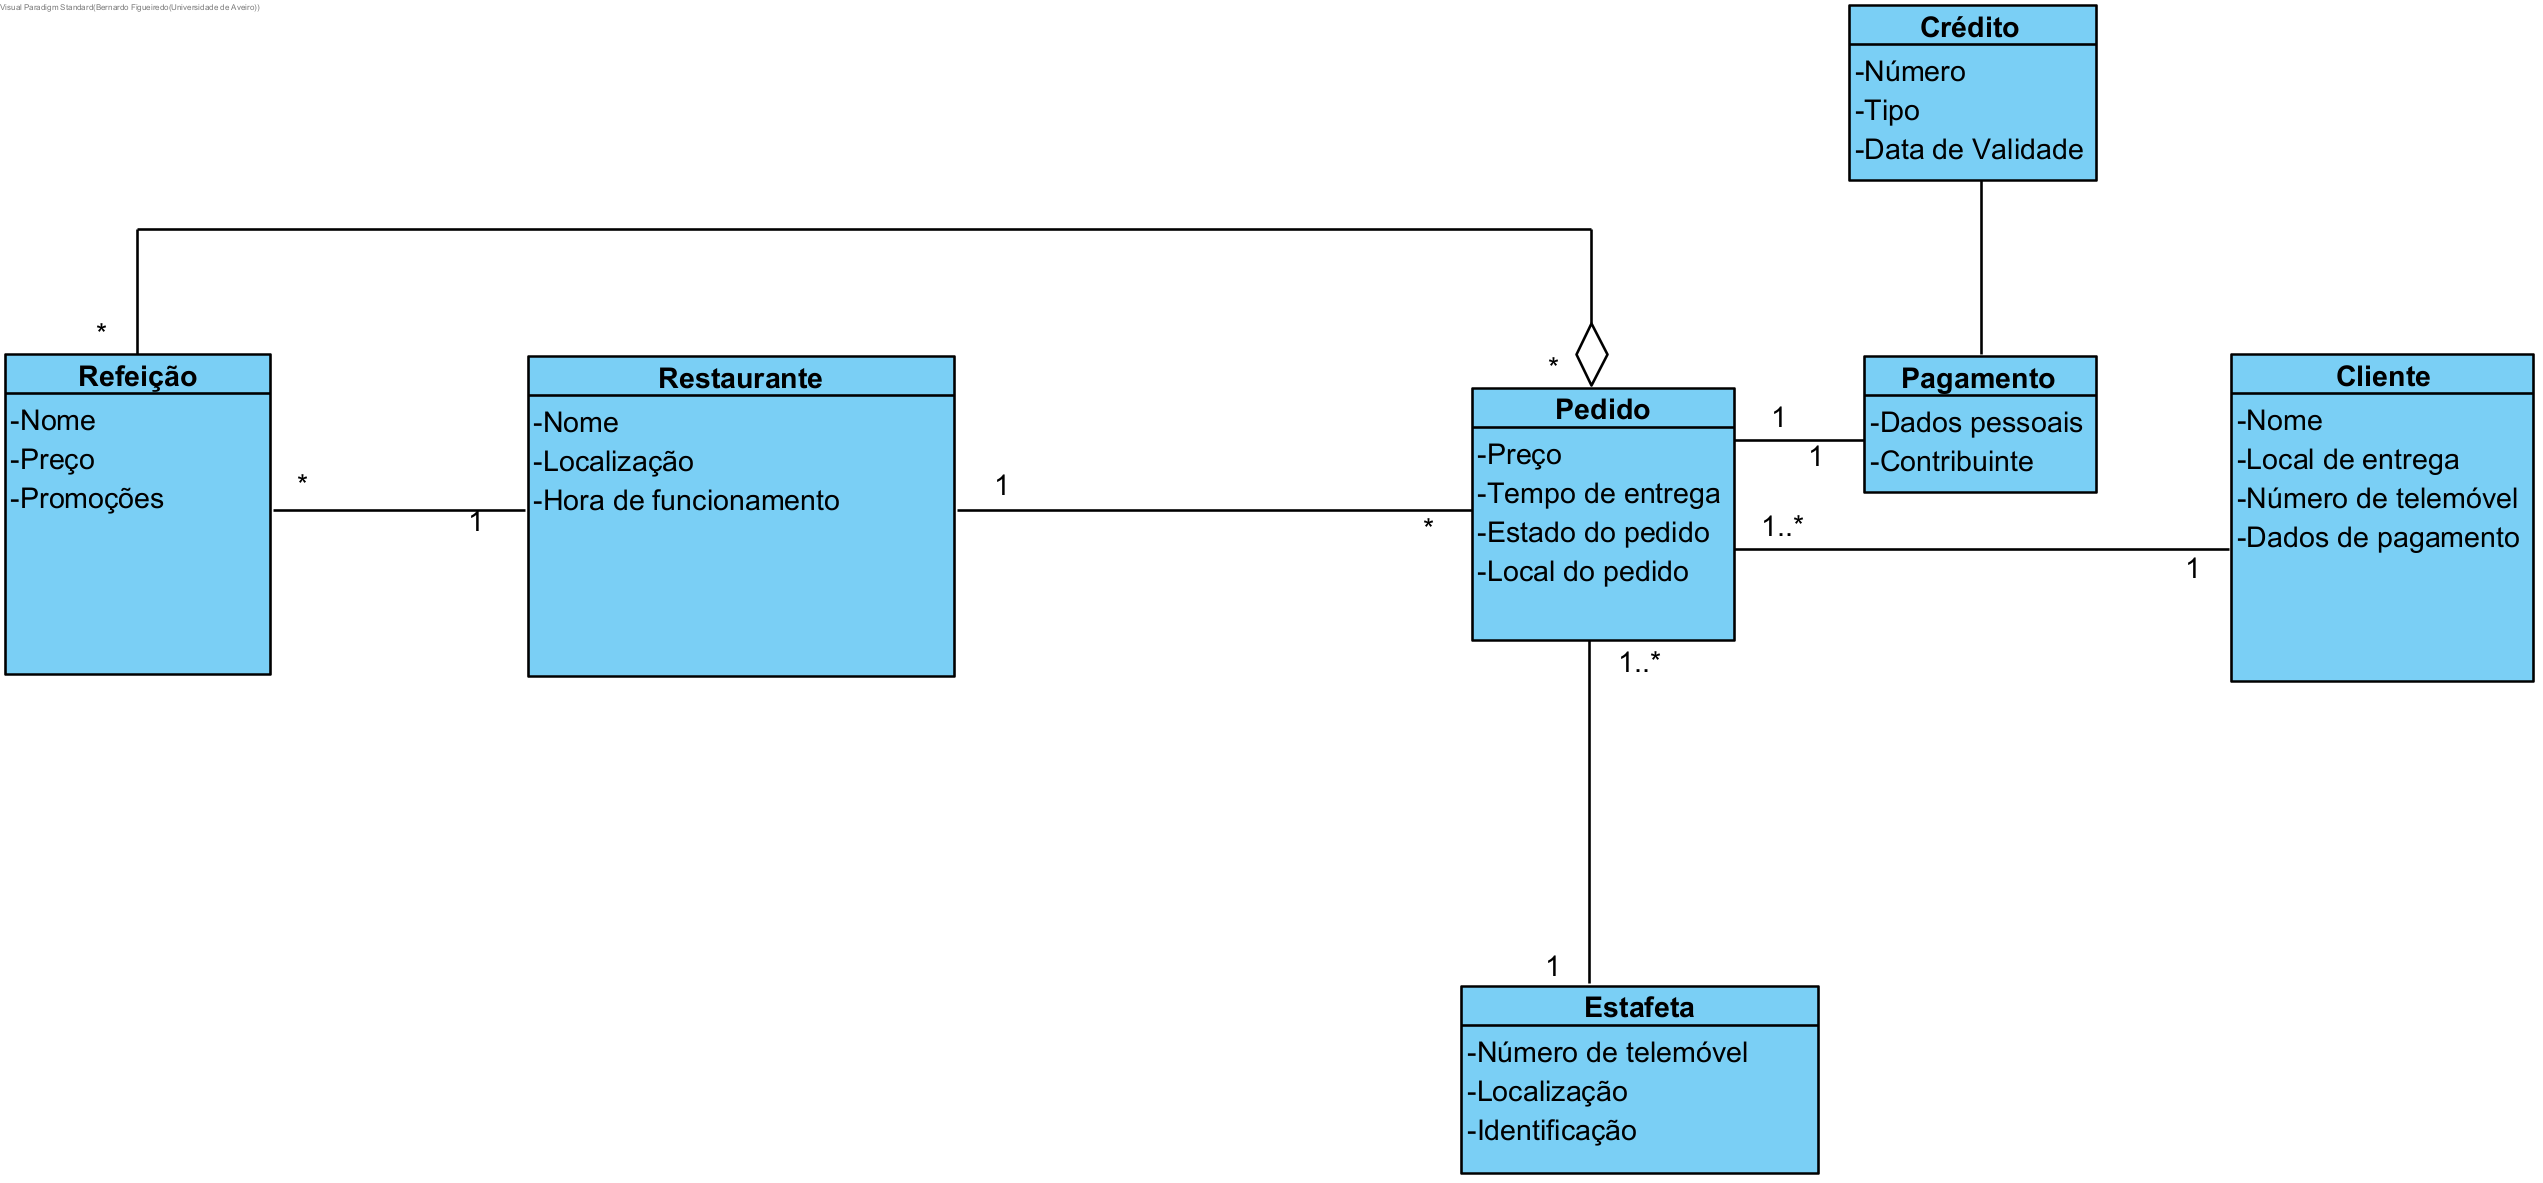 Visual Paradigm Standard(Bernardo Figueiredo(Universidade de Aveiro))
Crédito
-Número
-Tipo
-Data de Validade
*
Refeição
-Nome
-Preço
-Promoções
*
1
Restaurante
-Nome
-Localização
-Hora de funcionamento
1
*
*
Pedido
-Preço
-Tempo de entrega
-Estado do pedido
-Local do pedido
1
1
Pagamento
-Dados pessoais
-Contribuinte
1..*
1
Cliente
-Nome
-Local de entrega
-Número de telemóvel
-Dados de pagamento
1..*
1
Estafeta
-Número de telemóvel
-Localização
-Identificação